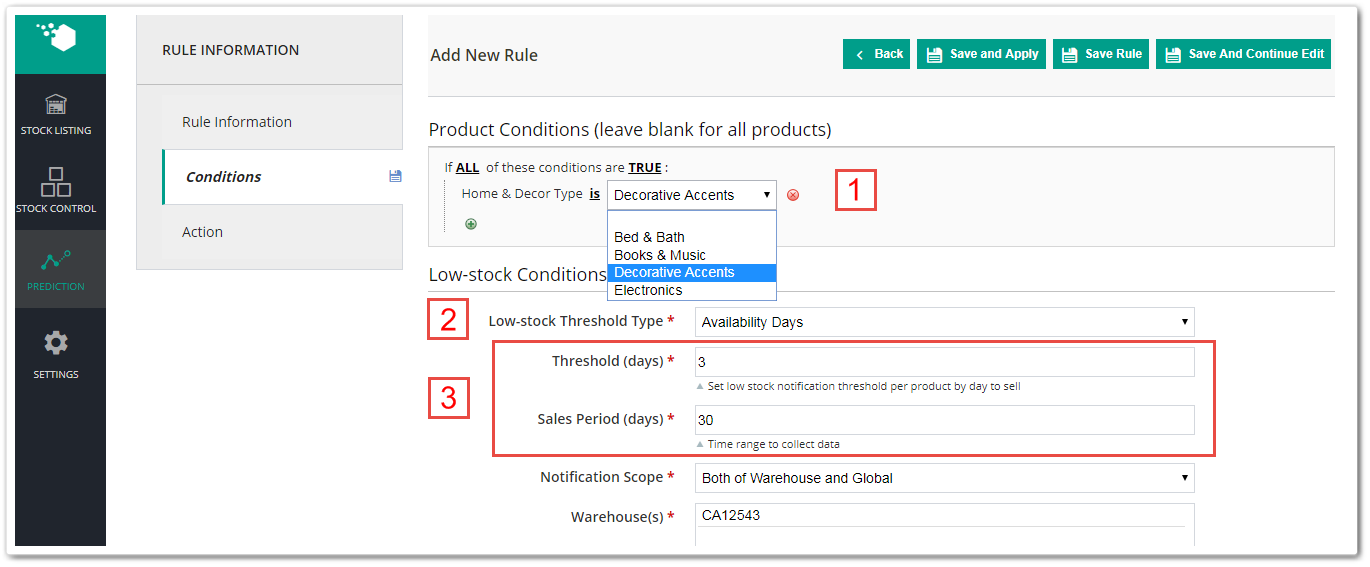 STOCK LISTING
STOCK CONTROL
PREDICTION
SETTINGS
RULE INFORMATION
Rule Information
Conditions
Action
Add New Rule
Back
Save and Apply
Save Rule
Save And Continue Edit
Product Conditions (leave blank for all products)
If ALL of these conditions are TRUE :
Home & Decor Type is Decorative Accents
1
Bed & Bath
Books & Music
Decorative Accents
Electronics
Low-stock Conditions
2
Low-stock Threshold Type * Availability Days
3
Threshold (days) * 3
Set low stock notification threshold per product by day to sell
Sales Period (days) * 30
Time range to collect data
Notification Scope * Both of Warehouse and Global
Warehouse(s) * CA12543